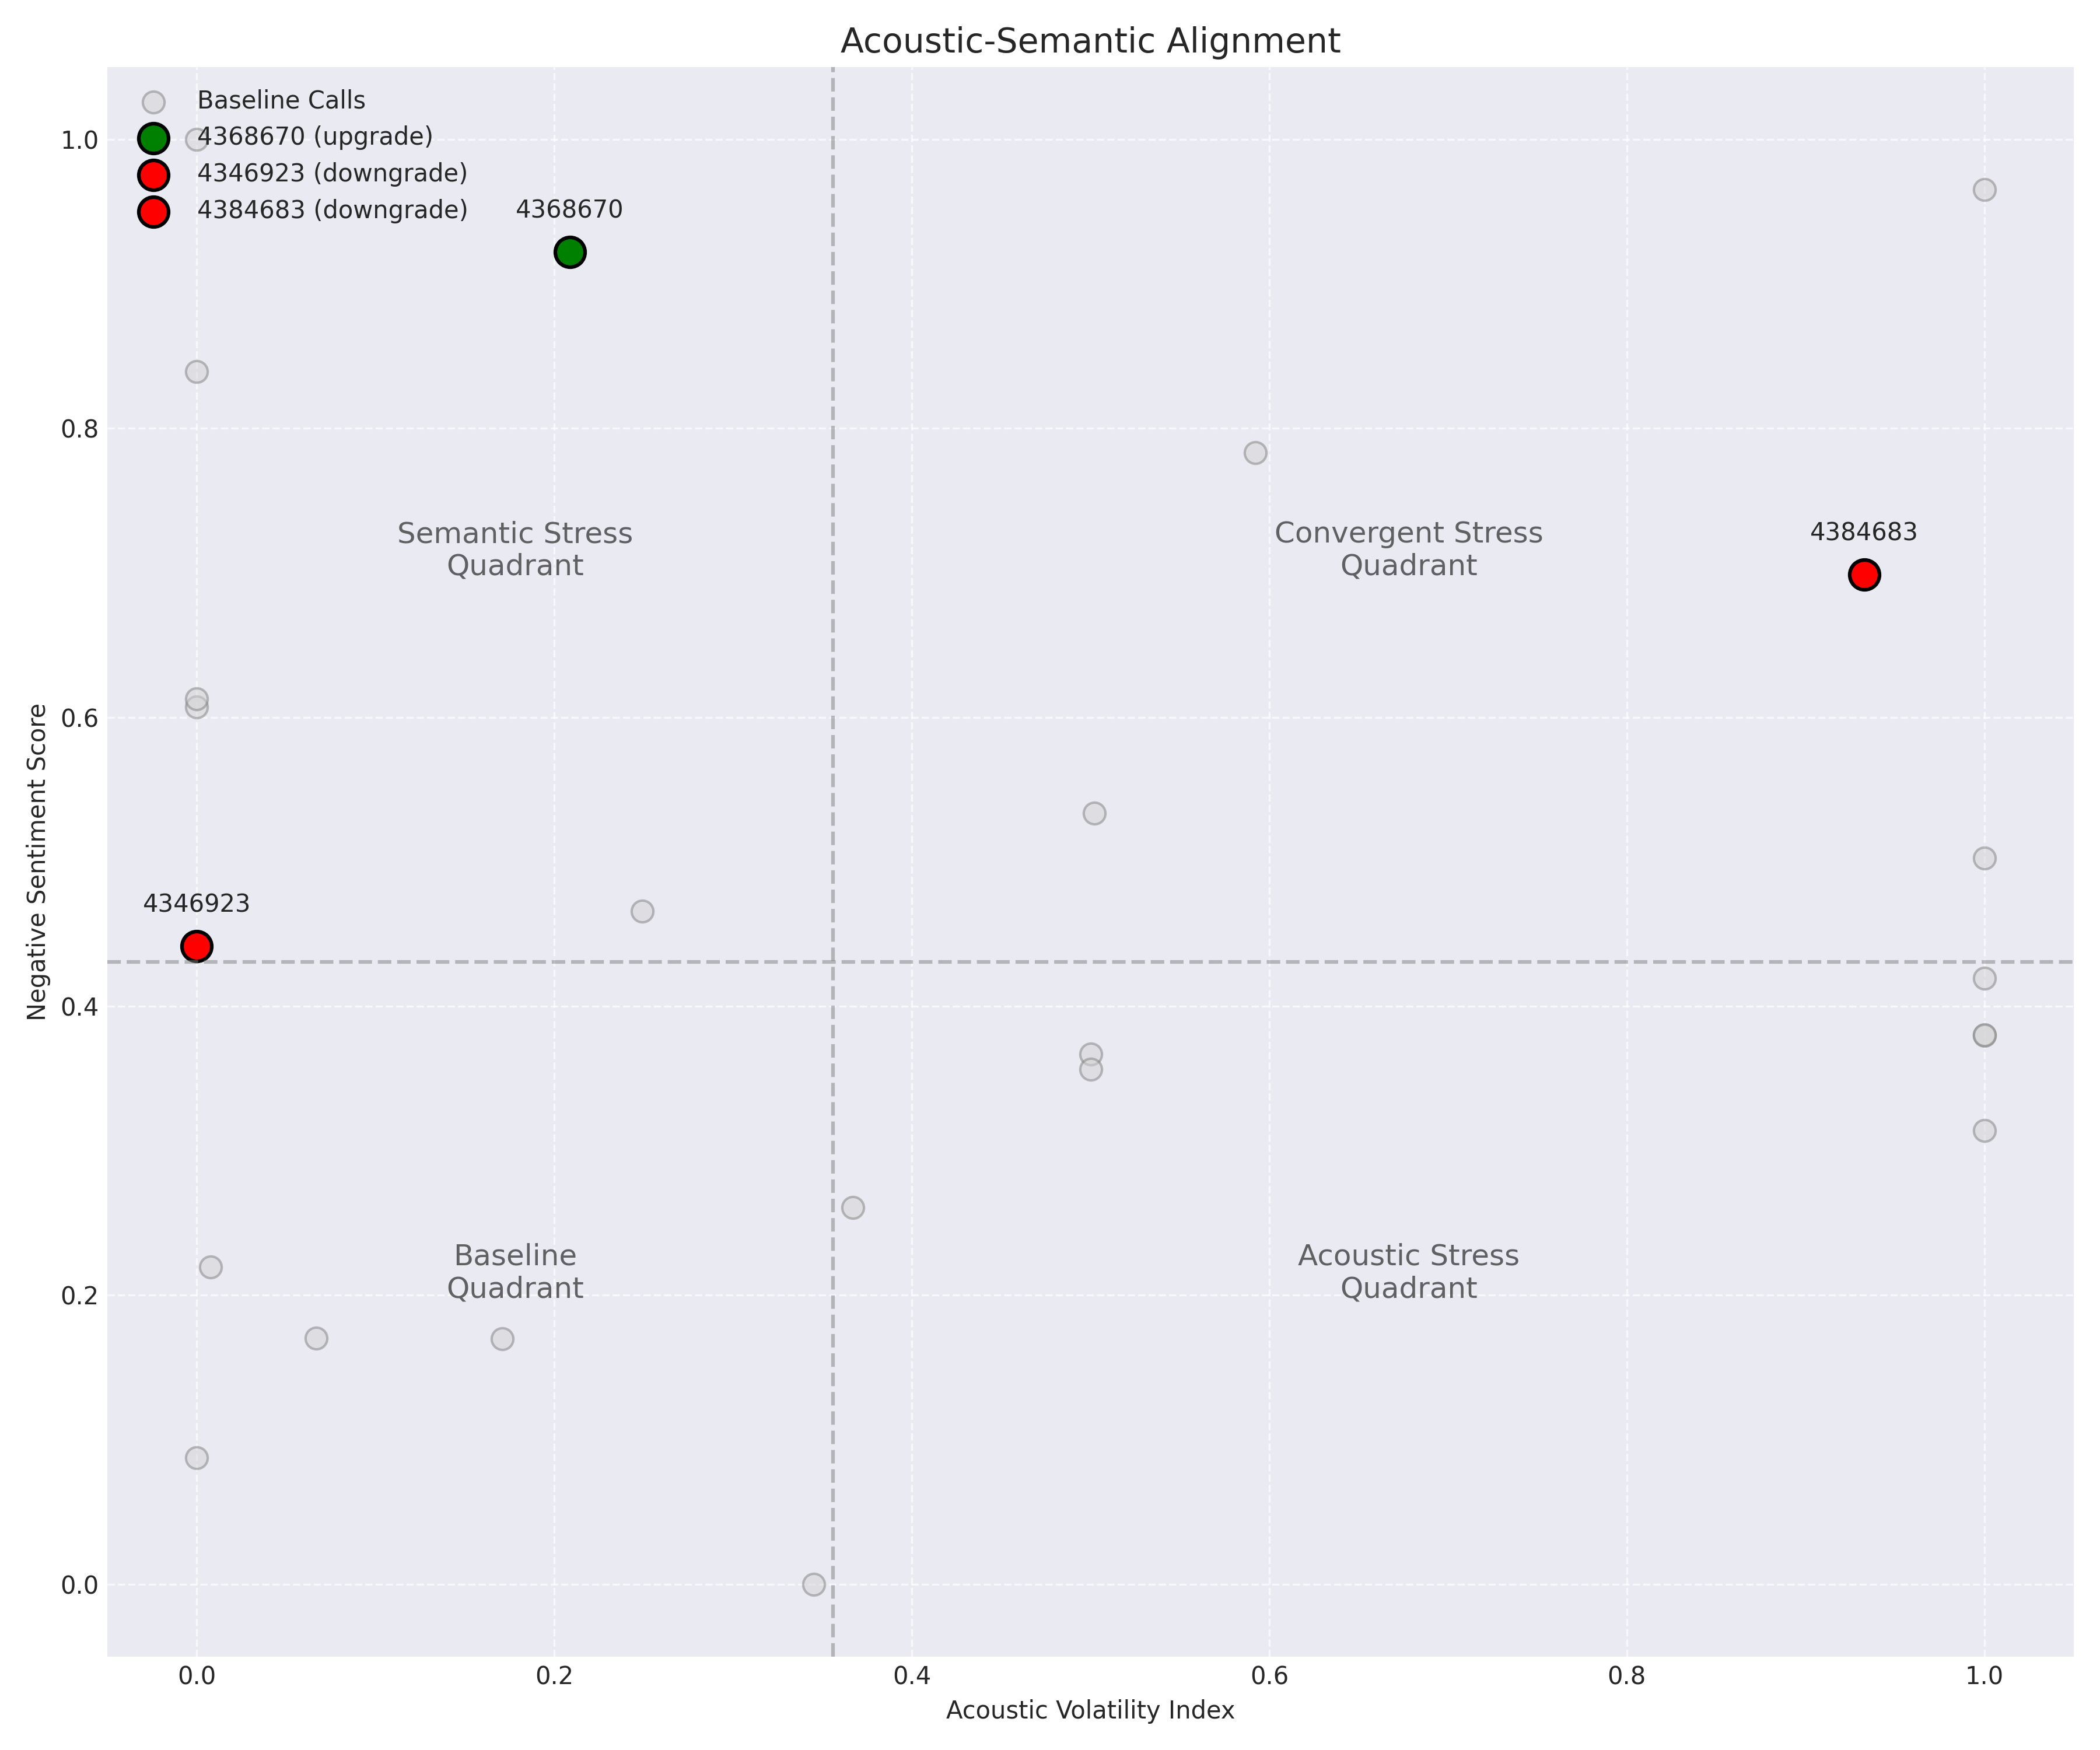 Acoustic-Semantic Alignment
Baseline Calls
4368670 (upgrade)
4346923 (downgrade)
4384683 (downgrade)
4368670
Semantic Stress
Quadrant
Convergent Stress
Quadrant
4384683
4346923
Baseline
Quadrant
Acoustic Stress
Quadrant
Negative Sentiment Score
1.0
0.8
0.6
0.4
0.2
0.0
0.0
0.2
0.4
0.6
0.8
1.0
Acoustic Volatility Index